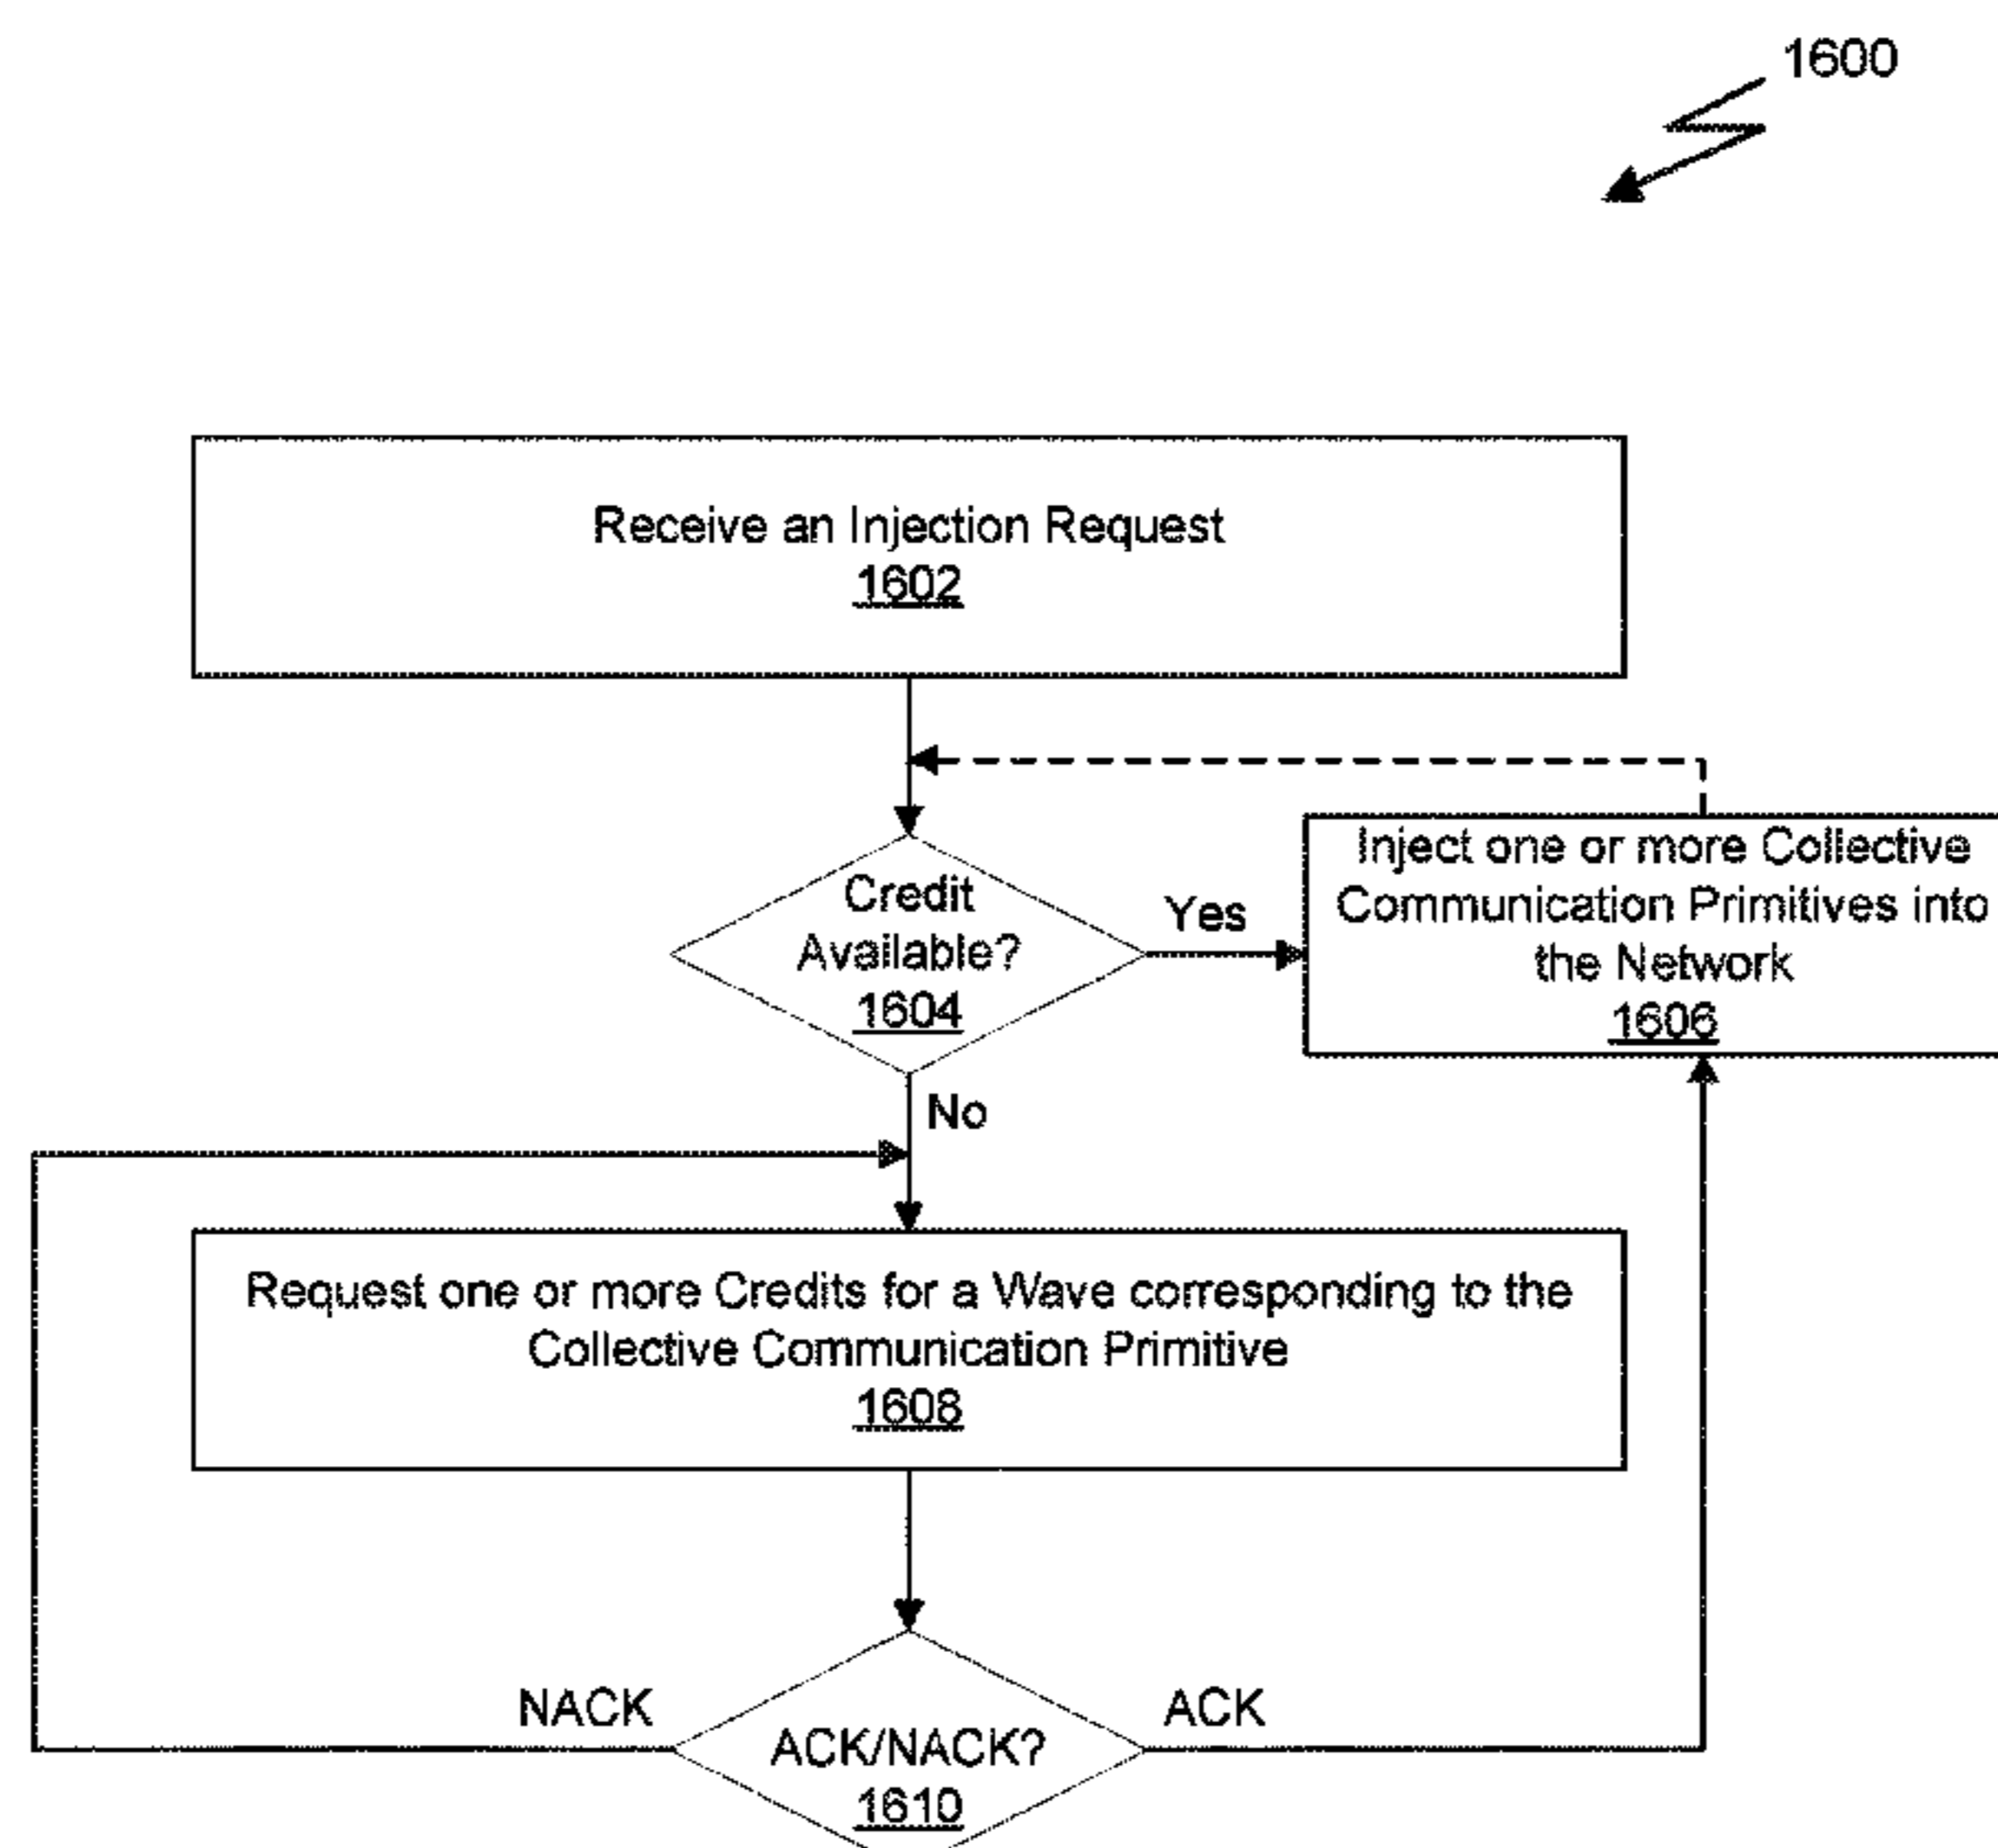 1600
Receive an Injection Request
1602
Credit
Available?
1604
Yes
Inject one or more Collective
Communication Primitives into
the Network
1606
No
Request one or more Credits for a Wave corresponding to the
Collective Communication Primitive
1608
NACK
ACK/NACK?
1610
ACK